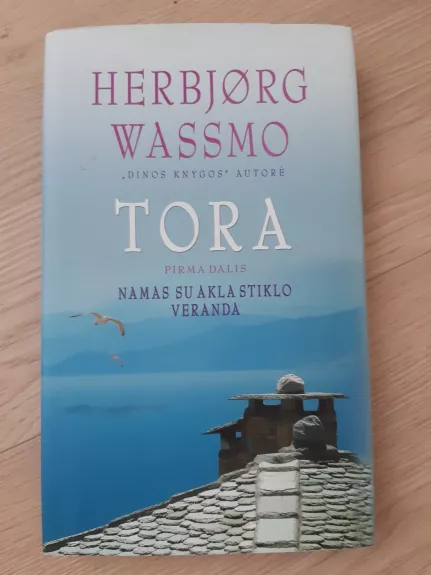 HERBJØRG
WASSMO
„DINOS KNYGOS“ AUTORĖ
TORA
PIRMA DALIS
NAMAS SU AKLA STIKLO
VERANDA